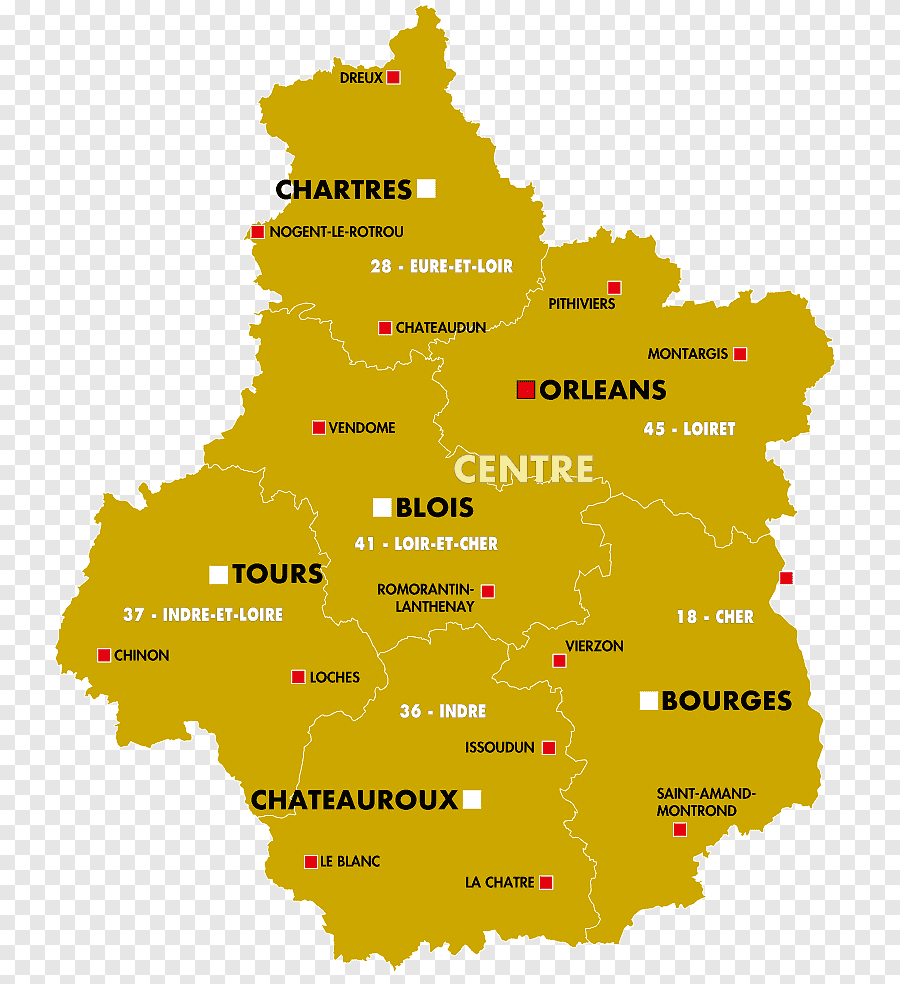 DREUX
CHARTRES
NOGENT-LE-ROTROU
28 - EURE-ET-LOIR
PITHIVIERS
CHATEAUDUN
MONTARGIS
ORLEANS
VENDOME
45 - LOIRET
CENTRE
BLOIS
41 - LOIR-ET-CHER
TOURS
ROMORANTIN-
LANTHENAY
37 - INDRE-ET-LOIRE
18 - CHER
VIERZON
CHINON
LOCHES
BOURGES
36 - INDRE
ISSOUDUN
CHATEAUROUX
SAINT-AMAND-
MONTROND
LE BLANC
LA CHATRE